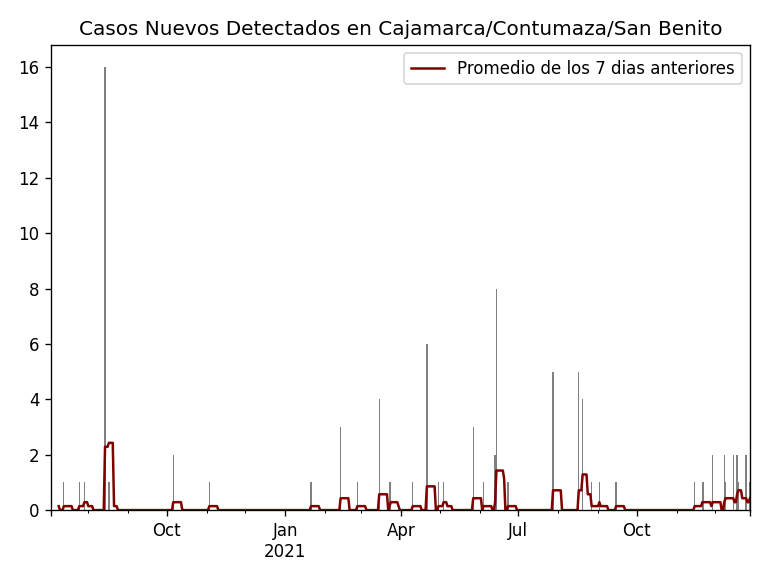 Casos Nuevos Detectados en Cajamarca/Contumaza/San Benito
Promedio de los 7 dias anteriores
16
14
12
10
8
6
4
2
0
Oct
Jan
2021
Apr
Jul
Oct